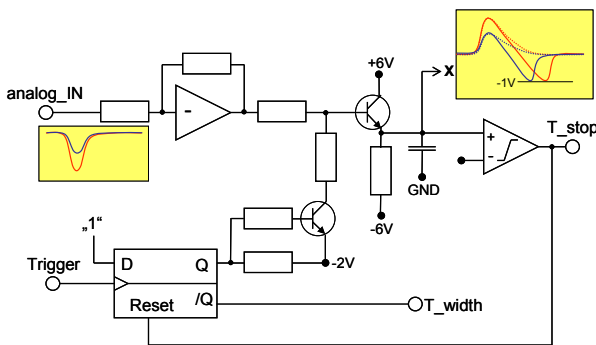 +6V
X
-1V
analog_IN
-
T_stop
+
-
GND
-6V
„1“
D
Q
-2V
Trigger
Reset
/Q
T_width